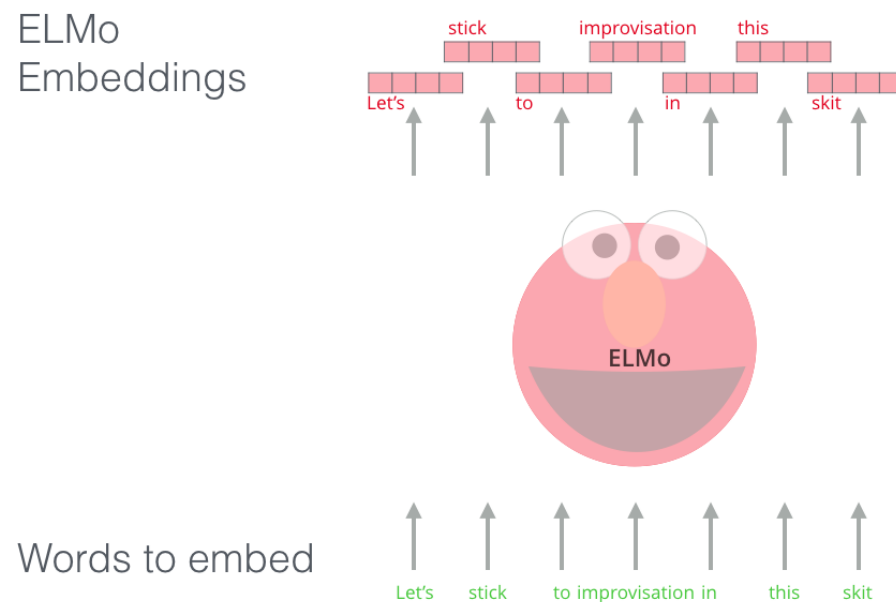 ELMo
Embeddings
stick improvisation this
Let's to in skit
ELMo
Words to embed
Let's stick to improvisation in this skit